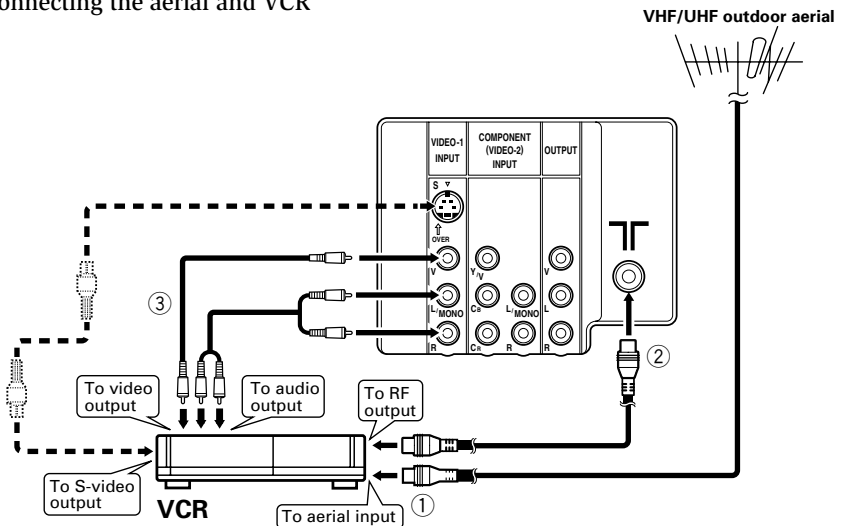 onnecting the aerial and VCR
VHF/UHF outdoor aerial
VIDEO-1
INPUT
COMPONENT
(VIDEO-2)
INPUT
OUTPUT
S
OVER
V
Y/V
V
L/MONO
CB
L/MONO
L
R
CR
R
R
③
②
To video
output
To audio
output
To RF
output
To S-video
output
VCR
To aerial input
①